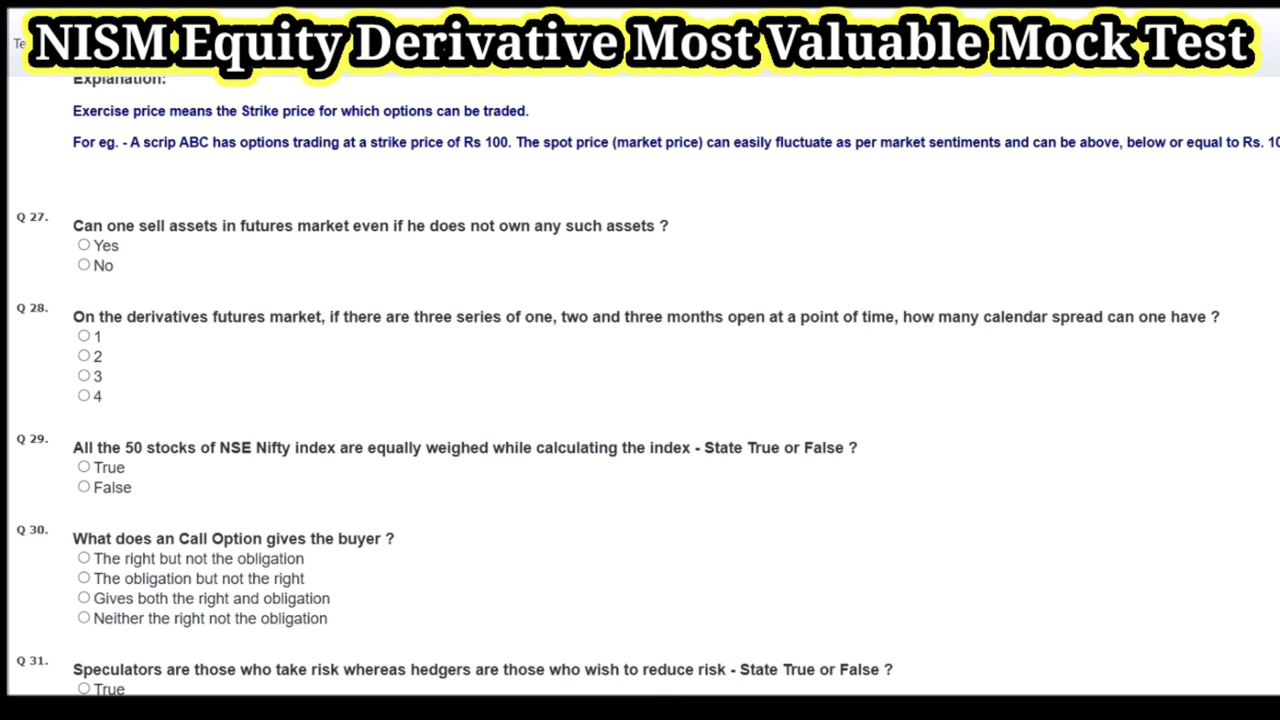 NISM Equity Derivative Most Valuable Mock Test
Te
Explanation:
Exercise price means the Strike price for which options can be traded.
For eg. - A scrip ABC has options trading at a strike price of Rs 100. The spot price (market price) can easily fluctuate as per market sentiments and can be above, below or equal to Rs. 10
Q 27.
Can one sell assets in futures market even if he does not own any such assets ?
Yes
No
Q 28.
On the derivatives futures market, if there are three series of one, two and three months open at a point of time, how many calendar spread can one have ?
1
2
3
4
Q 29.
All the 50 stocks of NSE Nifty index are equally weighed while calculating the index - State True or False ?
True
False
Q 30.
What does an Call Option gives the buyer ?
The right but not the obligation
The obligation but not the right
Gives both the right and obligation
Neither the right not the obligation
Q 31.
Speculators are those who take risk whereas hedgers are those who wish to reduce risk - State True or False ?
True